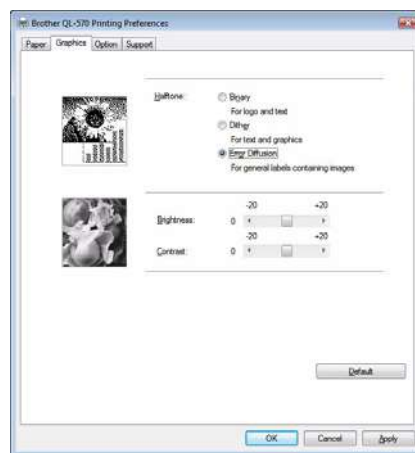 Brother QL-570 Printing Preferences
Paper Graphics Option Support
Halftone: Binary
For logo and text
Dither
For text and graphics
Error Diffusion
For general labels containing images
-20 +20
Brightness: 0
-20 +20
Contrast: 0
Default
OK Cancel Apply